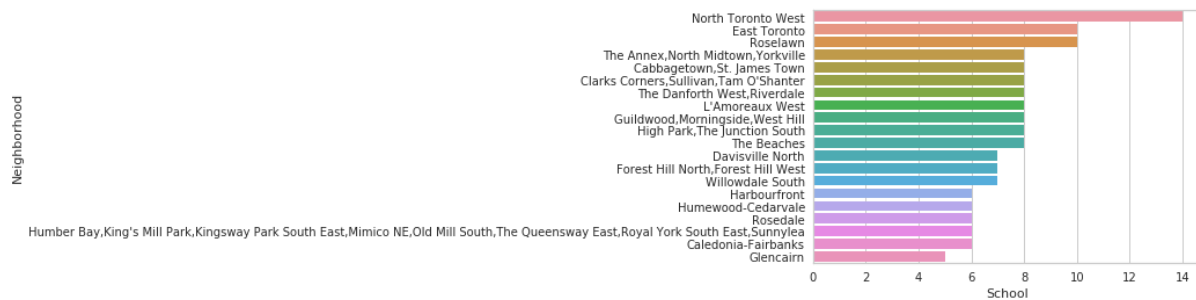 North Toronto West
East Toronto
Roselawn
The Annex,North Midtown,Yorkville
Cabbagetown,St. James Town
Clarks Corners,Sullivan,Tam O'Shanter
The Danforth West,Riverdale
L'Amoreaux West
Guildwood,Morningside,West Hill
High Park,The Junction South
The Beaches
Davisville North
Forest Hill North,Forest Hill West
Willowdale South
Harbourfront
Humewood-Cedarvale
Rosedale
Humber Bay,King's Mill Park,Kingsway Park South East,Mimico NE,Old Mill South,The Queensway East,Royal York South East,Sunnylea
Caledonia-Fairbanks
Glencairn
Neighborhood
0 2 4 6 8 10 12 14
School